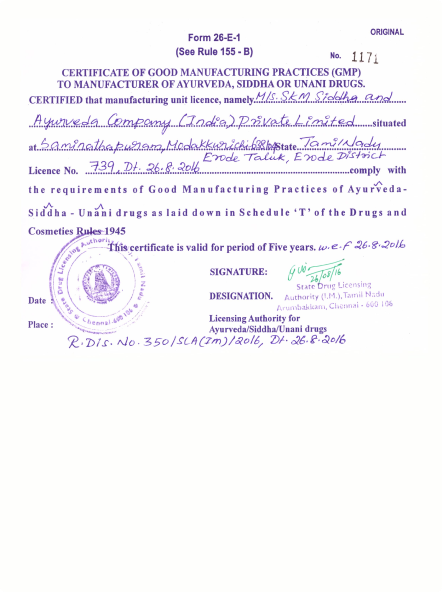 ORIGINAL
Form 26-E-1
(See Rule 155 - B)
No. 1171
CERTIFICATE OF GOOD MANUFACTURING PRACTICES (GMP)
TO MANUFACTURER OF AYURVEDA, SIDDHA OR UNANI DRUGS.
CERTIFIED that manufacturing unit licence, namely M/s. SKM Siddha and
Ayurveda Company (India) Private Limited situated
at Saminathapuram, Modakkurichi State Tamil Nadu
Erode Taluk, Erode District
Licence No. 739, Dt. 26.8.2016 comply with
the requirements of Good Manufacturing Practices of Ayurveda-
Siddha - Unani drugs as laid down in Schedule 'T' of the Drugs and
Cosmeties Rules 1945
This certificate is valid for period of Five years. w.e.f 26.8.2016
SIGNATURE:
26/08/16
State Drug Licensing
DESIGNATION. Authority (I.M.), Tamil Nadu
Arumbakkam, Chennai - 600 106
Date :
State Drug Licensing Authority Tamil Nadu
Chennai-600 106
Licensing Authority for
Place : Ayurveda/Siddha/Unani drugs
R.Dis. No. 350/SLA(Im)/2016, Dt. 26.8.2016